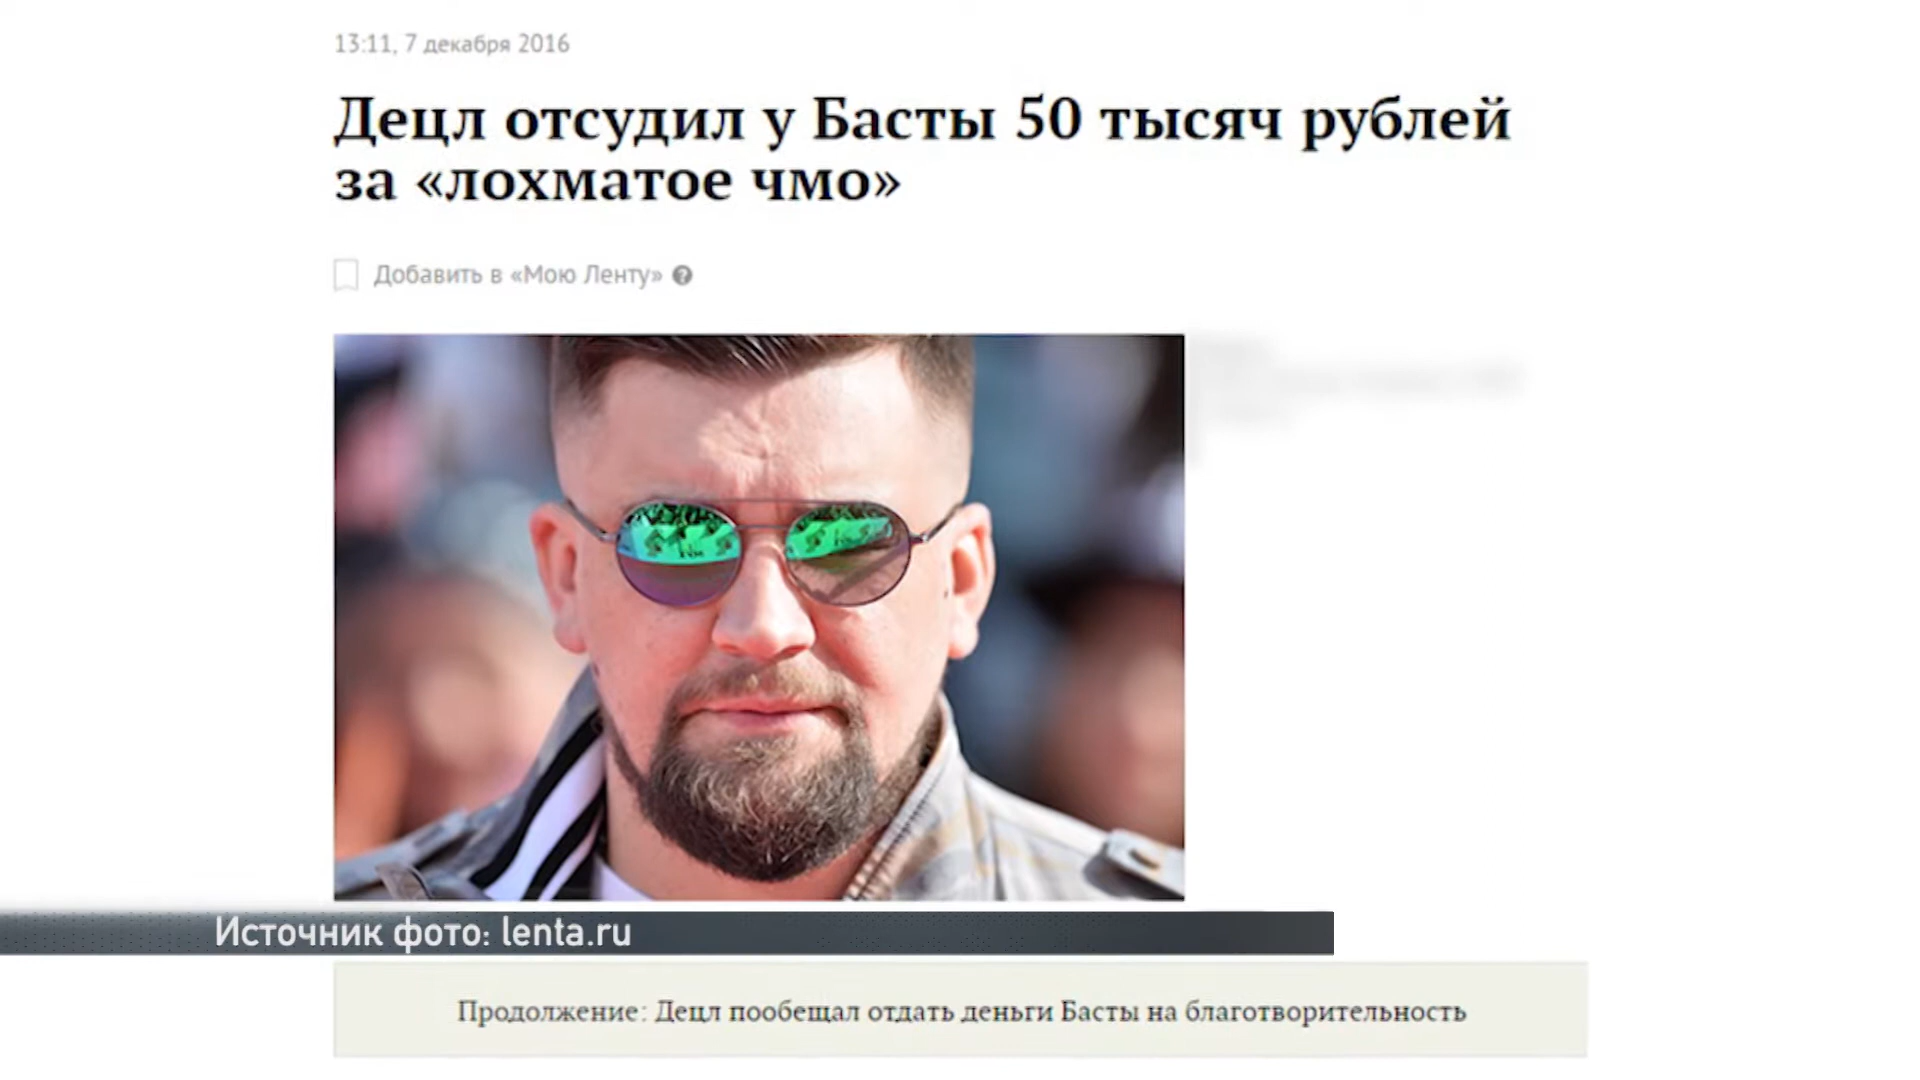 13:11, 7 декабря 2016
Децл отсудил у Басты 50 тысяч рублей
за «лохматое чмо»
Добавить в «Мою Ленту» ?
Источник фото: lenta.ru
Продолжение: Децл пообещал отдать деньги Басты на благотворительность